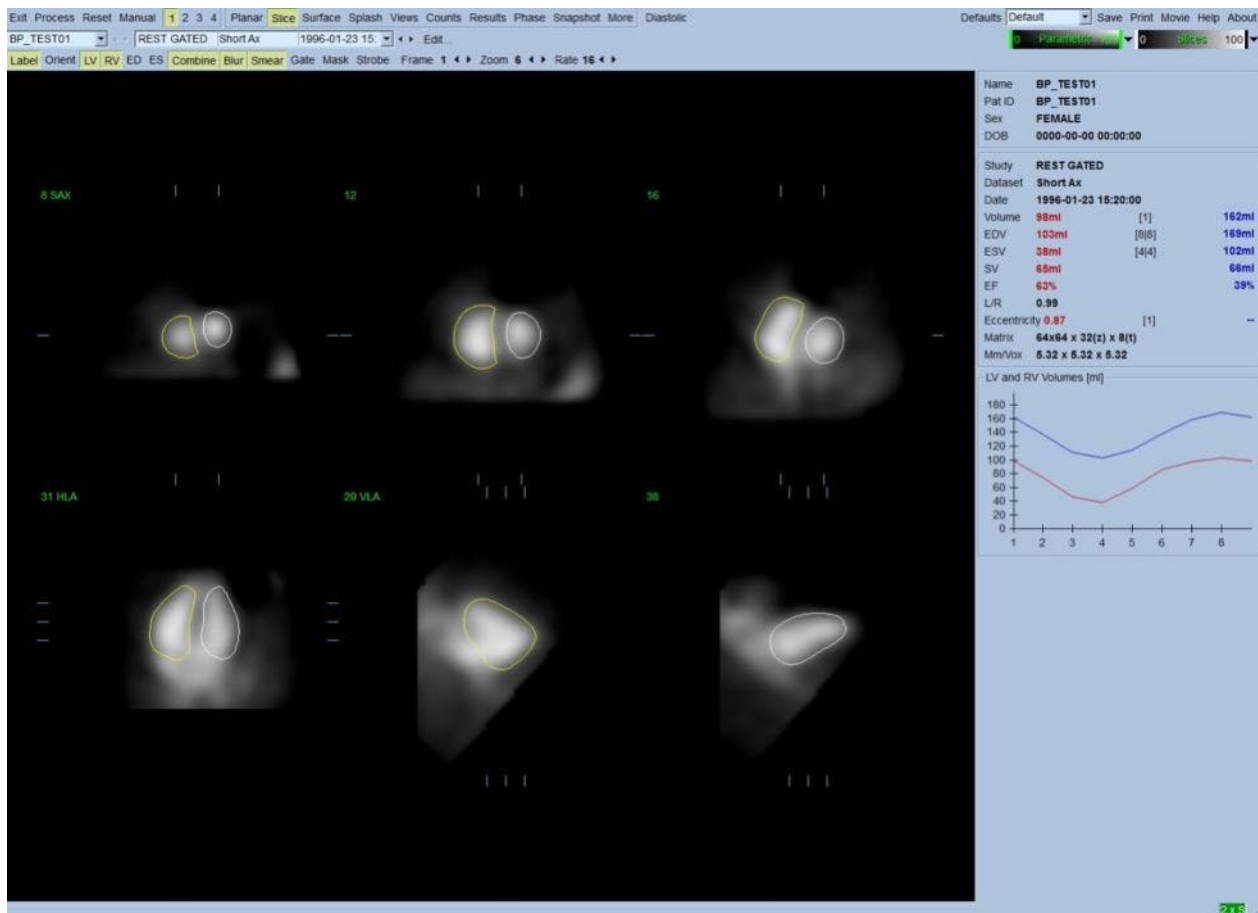 Exit Process Reset Manual 1 2 3 4 Planar Slice Surface Splash Views Counts Results Phase Snapshot More Diastolic Defaults Default Save Print Movie Help About
BP_TEST01 REST GATED Short Ax 1996-01-23 15: Edit... 0 Parametric 0 Slices 100
Label Orient LV RV ED ES Combine Blur Smear Gate Mask Strobe Frame 1 Zoom 6 Rate 16
8 SAX 12 16
31 HLA 29 VLA 38
Name BP_TEST01
Pat ID BP_TEST01
Sex FEMALE
DOB 0000-00-00 00:00:00
Study REST GATED
Dataset Short Ax
Date 1996-01-23 15:20:00
Volume 98ml [1] 162ml
EDV 103ml [8|8] 169ml
ESV 38ml [4|4] 102ml
SV 65ml 66ml
EF 63% 39%
L/R 0.99
Eccentricity 0.87 [1] --
Matrix 64x64 x 32(z) x 8(t)
Mm/Vox 5.32 x 5.32 x 5.32
LV and RV Volumes [ml]
180
160
140
120
100
80
60
40
20
0
1 2 3 4 5 6 7 8
2 x S